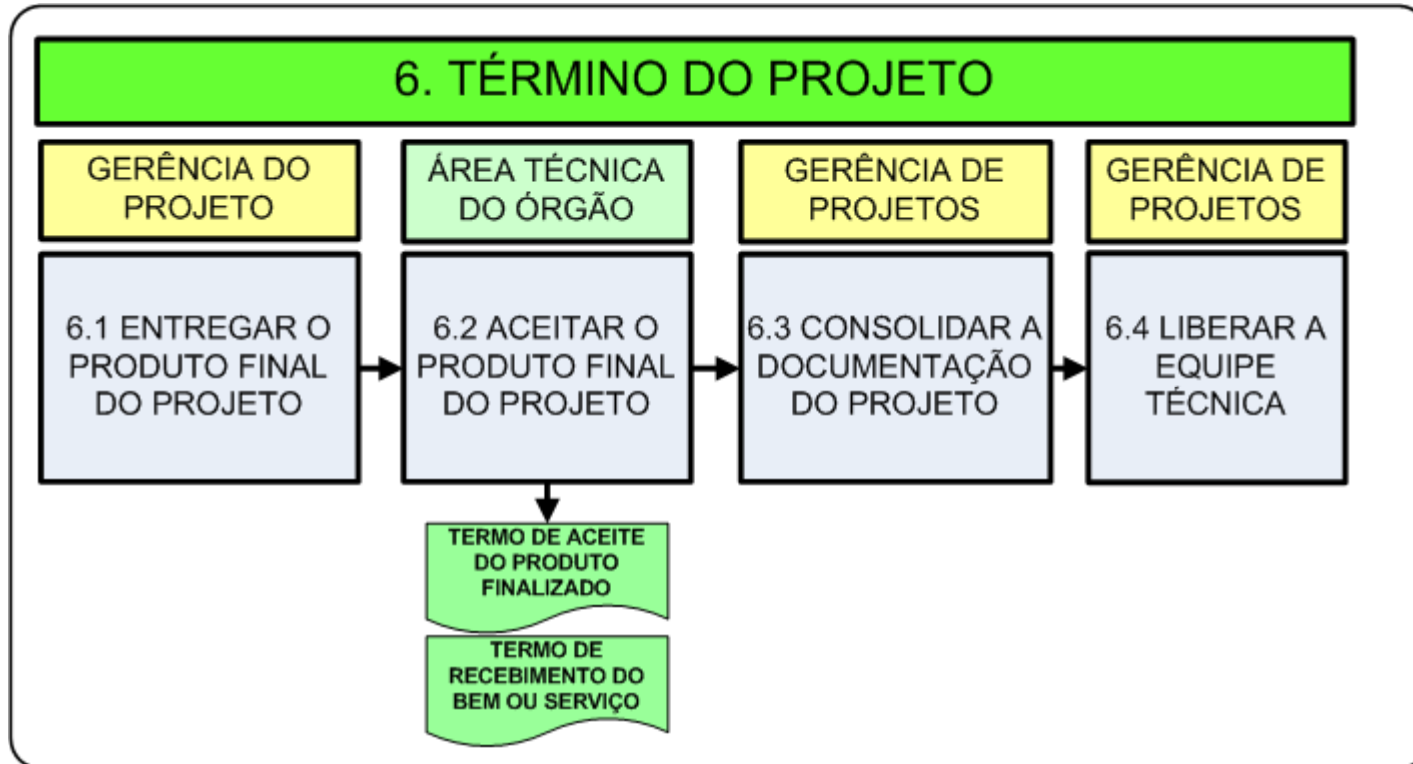 6. TÉRMINO DO PROJETO
GERÊNCIA DO
PROJETO
ÁREA TÉCNICA
DO ÓRGÃO
GERÊNCIA DE
PROJETOS
GERÊNCIA DE
PROJETOS
6.1 ENTREGAR O
PRODUTO FINAL
DO PROJETO
6.2 ACEITAR O
PRODUTO FINAL
DO PROJETO
6.3 CONSOLIDAR A
DOCUMENTAÇÃO
DO PROJETO
6.4 LIBERAR A
EQUIPE
TÉCNICA
TERMO DE ACEITE
DO PRODUTO
FINALIZADO
TERMO DE
RECEBIMENTO DO
BEM OU SERVIÇO